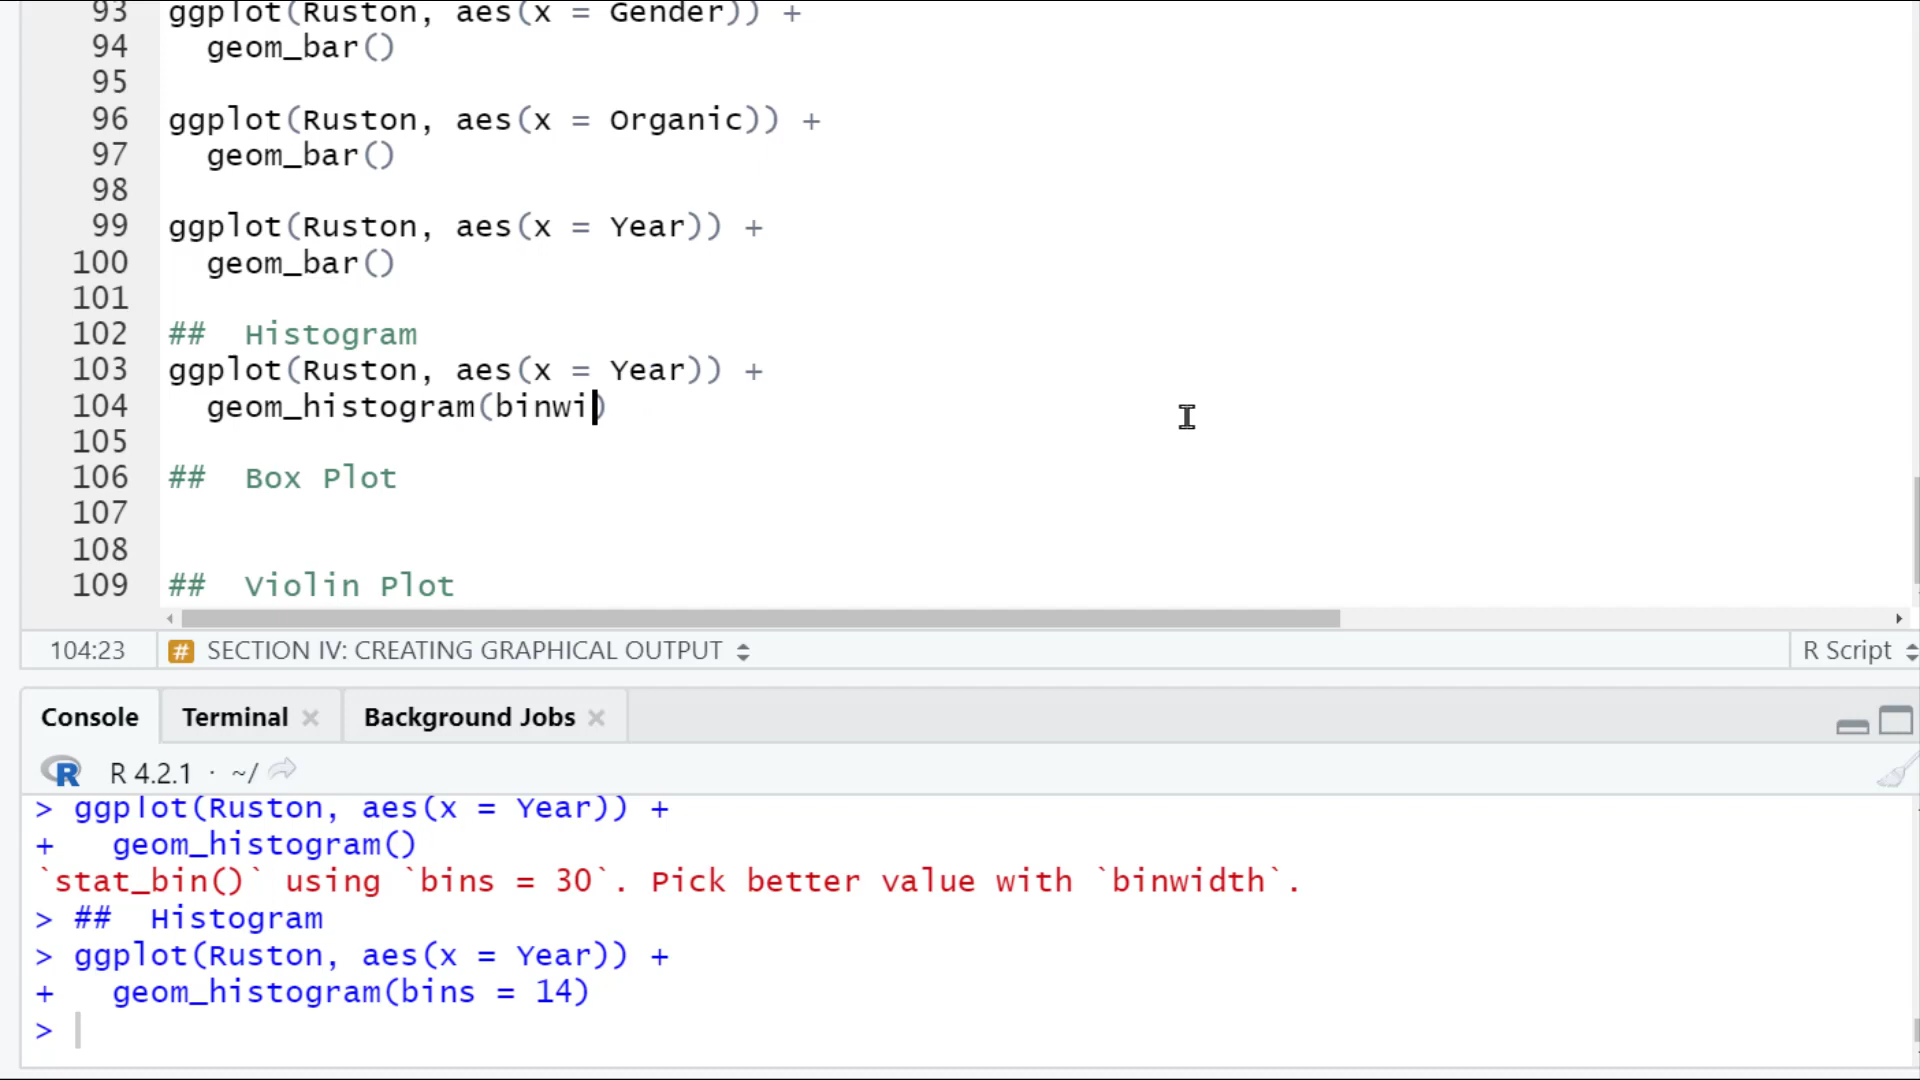 93 ggplot(Ruston, aes(x = Gender)) +
94 geom_bar()
95
96 ggplot(Ruston, aes(x = Organic)) +
97 geom_bar()
98
99 ggplot(Ruston, aes(x = Year)) +
100 geom_bar()
101
102 ## Histogram
103 ggplot(Ruston, aes(x = Year)) +
104 geom_histogram(binwi)
105
106 ## Box Plot
107
108
109 ## Violin Plot
104:23 # SECTION IV: CREATING GRAPHICAL OUTPUT R Script
Console Terminal Background Jobs
R R 4.2.1 · ~/
> ggplot(Ruston, aes(x = Year)) +
+ geom_histogram()
`stat_bin()` using `bins = 30`. Pick better value with `binwidth`.
> ## Histogram
> ggplot(Ruston, aes(x = Year)) +
+ geom_histogram(bins = 14)
>